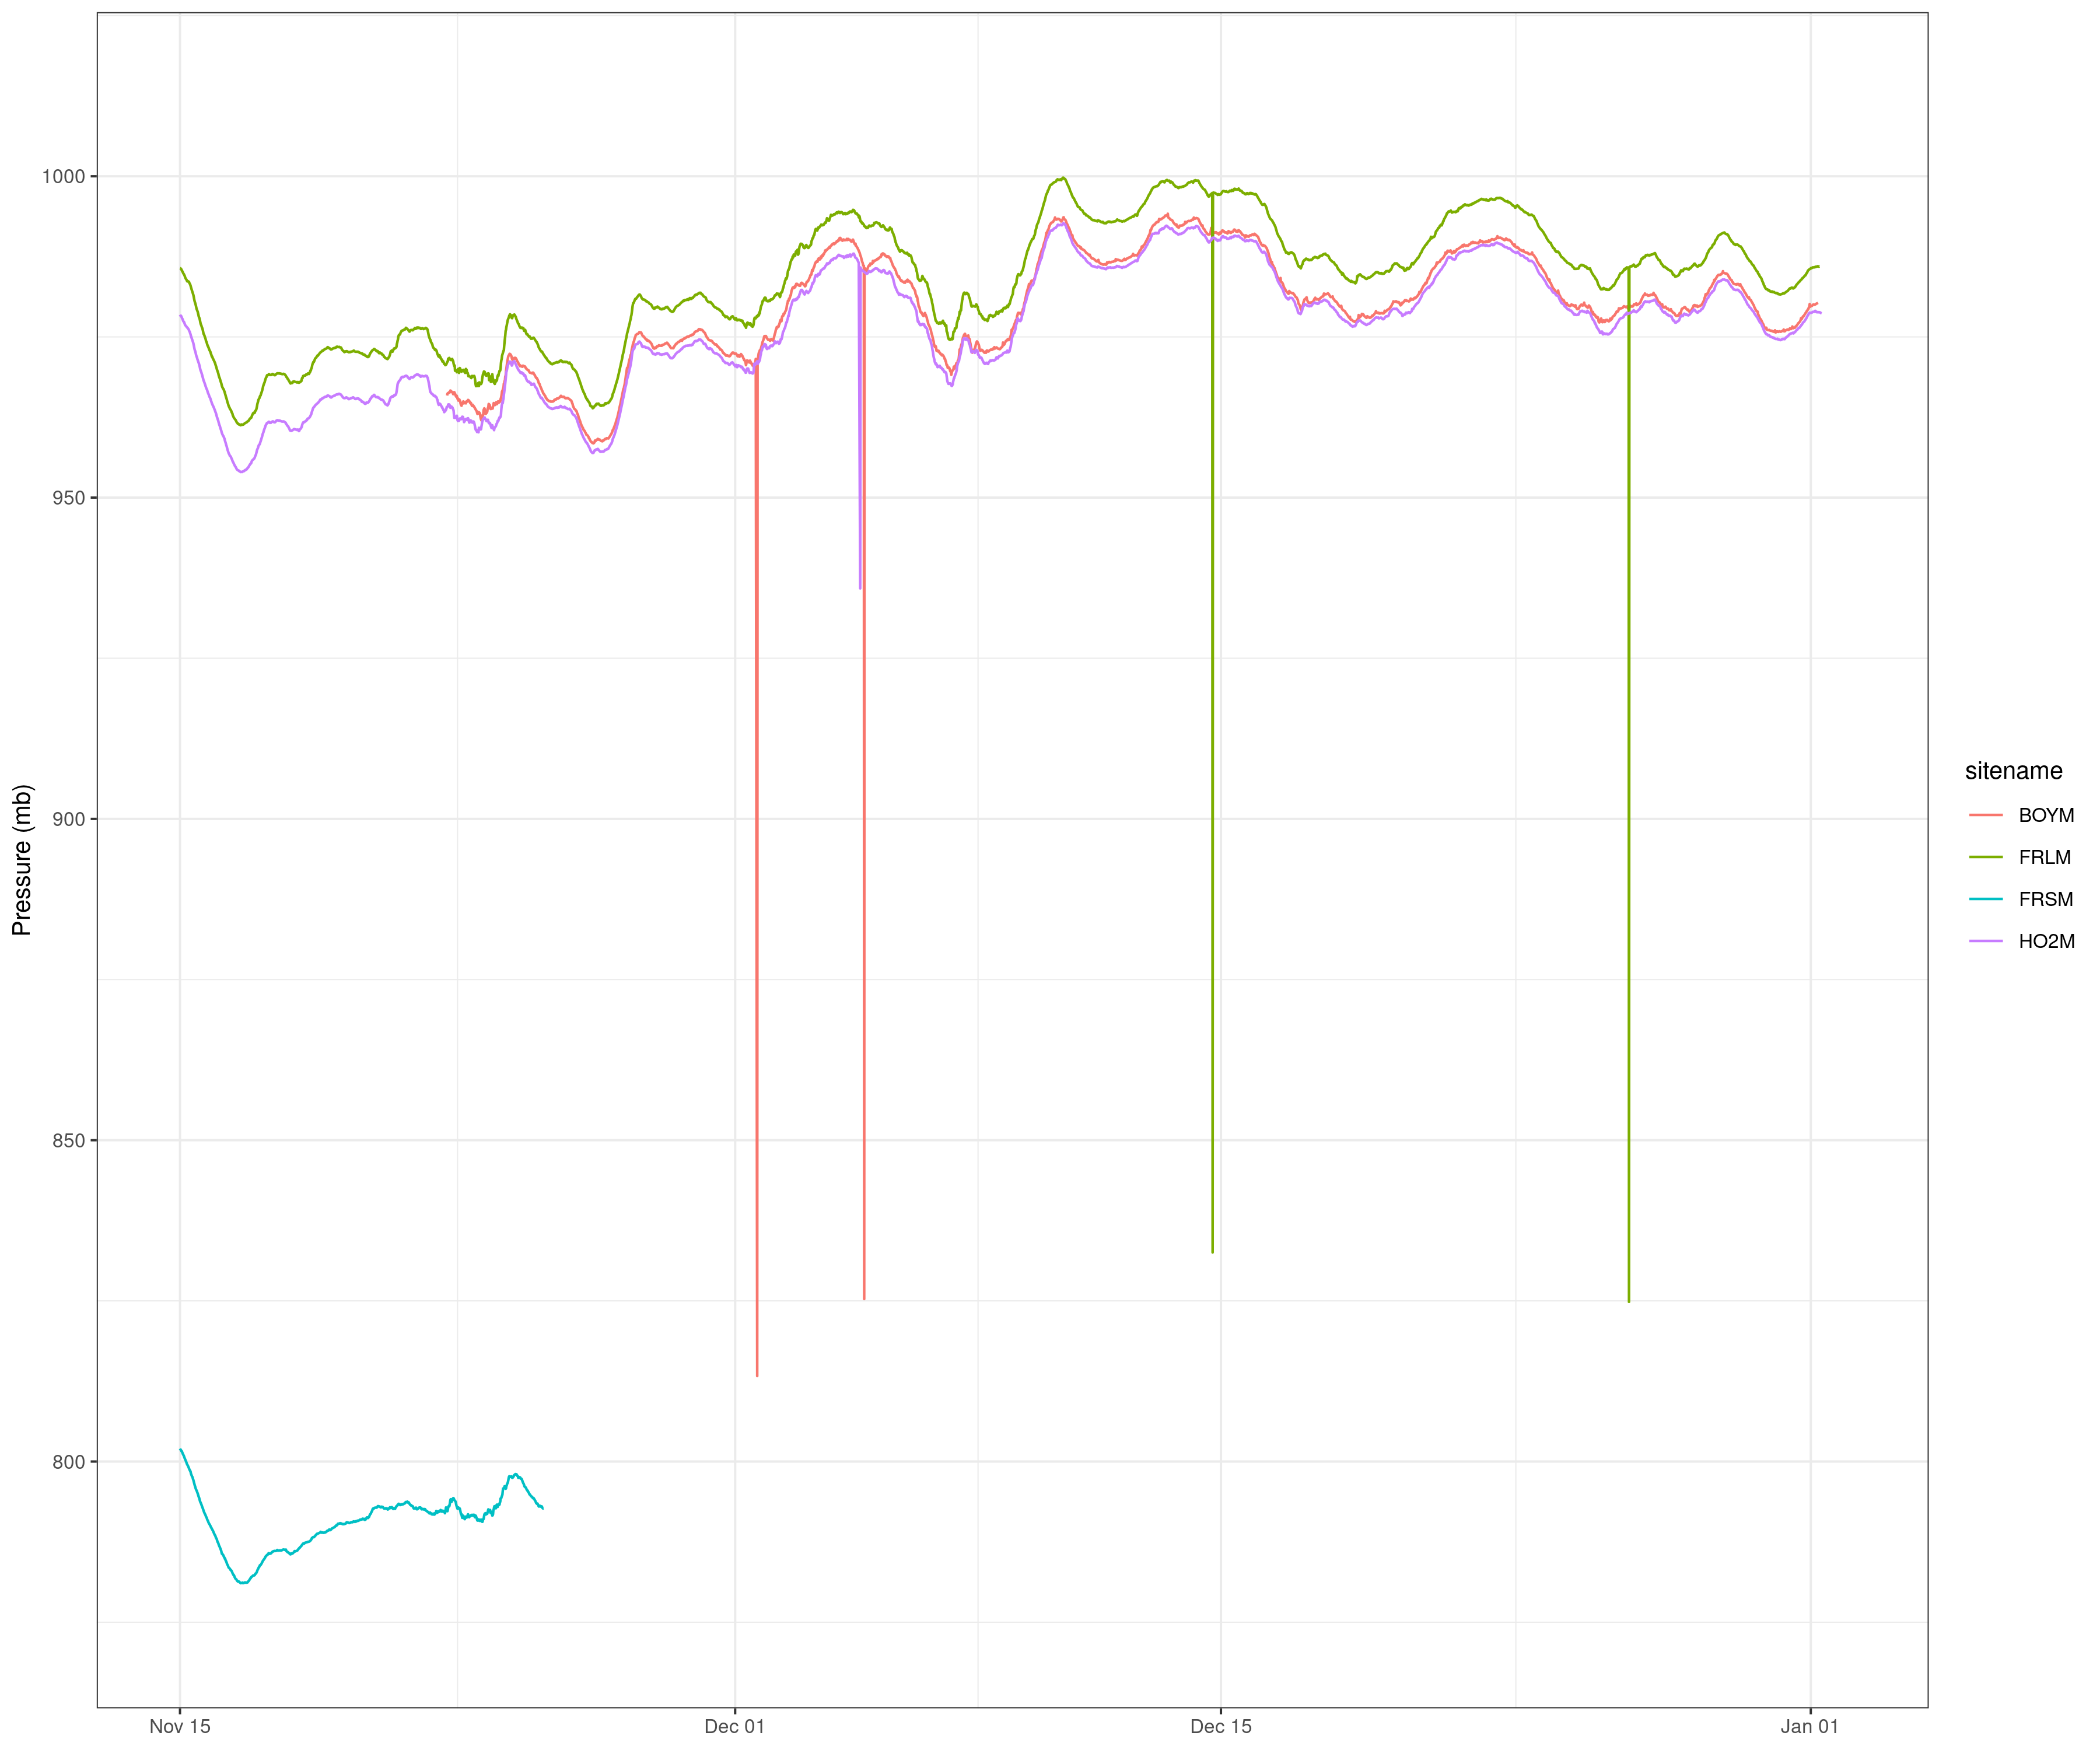 Pressure (mb)
1000
950
900
850
800
Nov 15
Dec 01
Dec 15
Jan 01
sitename
BOYM
FRLM
FRSM
HO2M